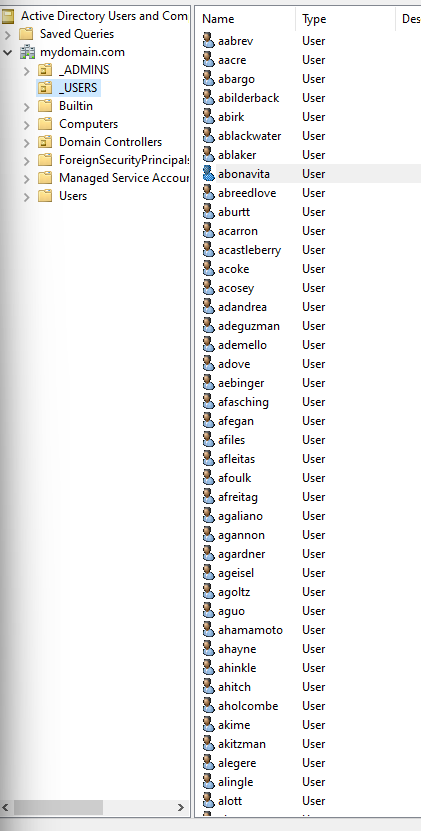 Active Directory Users and Com
Saved Queries
mydomain.com
_ADMINS
_USERS
Builtin
Computers
Domain Controllers
ForeignSecurityPrincipals
Managed Service Accour
Users
Name Type Des
aabrev User
aacre User
abargo User
abilderback User
abirk User
ablackwater User
ablaker User
abonavita User
abreedlove User
aburtt User
acarron User
acastleberry User
acoke User
acosey User
adandrea User
adeguzman User
ademello User
adove User
aebinger User
afasching User
afegan User
afiles User
afleitas User
afoulk User
afreitag User
agaliano User
agannon User
agardner User
ageisel User
agoltz User
aguo User
ahamamoto User
ahayne User
ahinkle User
ahitch User
aholcombe User
akime User
akitzman User
alegere User
alingle User
alott User